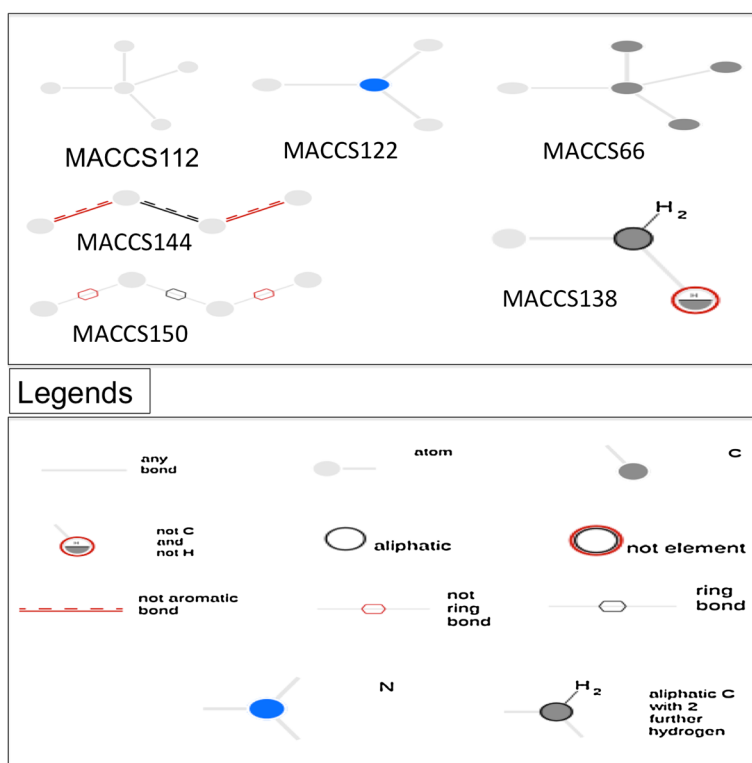 MACCS112
MACCS122
MACCS66
MACCS144
H2
MACCS138
H
MACCS150
Legends
any
bond
atom
C
H
not C
and
not H
aliphatic
not element
not aromatic
bond
not
ring
bond
ring
bond
N
H2
aliphatic C
with 2
further
hydrogen